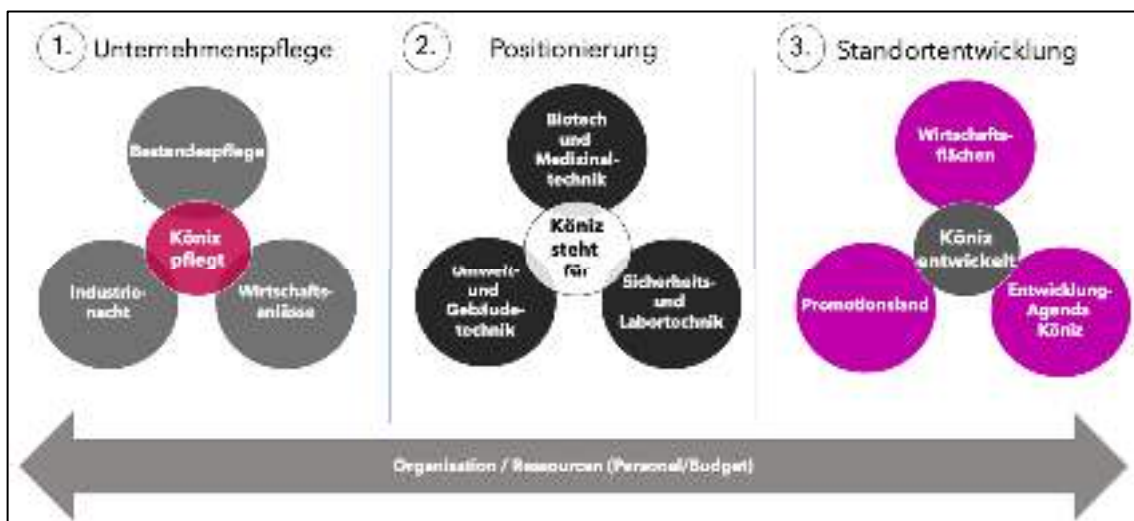 1. Unternehmenspflege
Bestandespflege
Köniz
pflegt
Industrie-
nacht
Wirtschafts-
anlässe
2. Positionierung
Biotech
und
Medizinal-
technik
Köniz
steht
für
Umwelt-
und
Gebäude-
technik
Sicherheits-
und
Labortechnik
3. Standortentwicklung
Wirtschafts-
flächen
Köniz
entwickelt
Promotionsland
Entwicklung-
Agenda
Köniz
Organisation / Ressourcen (Personal/Budget)